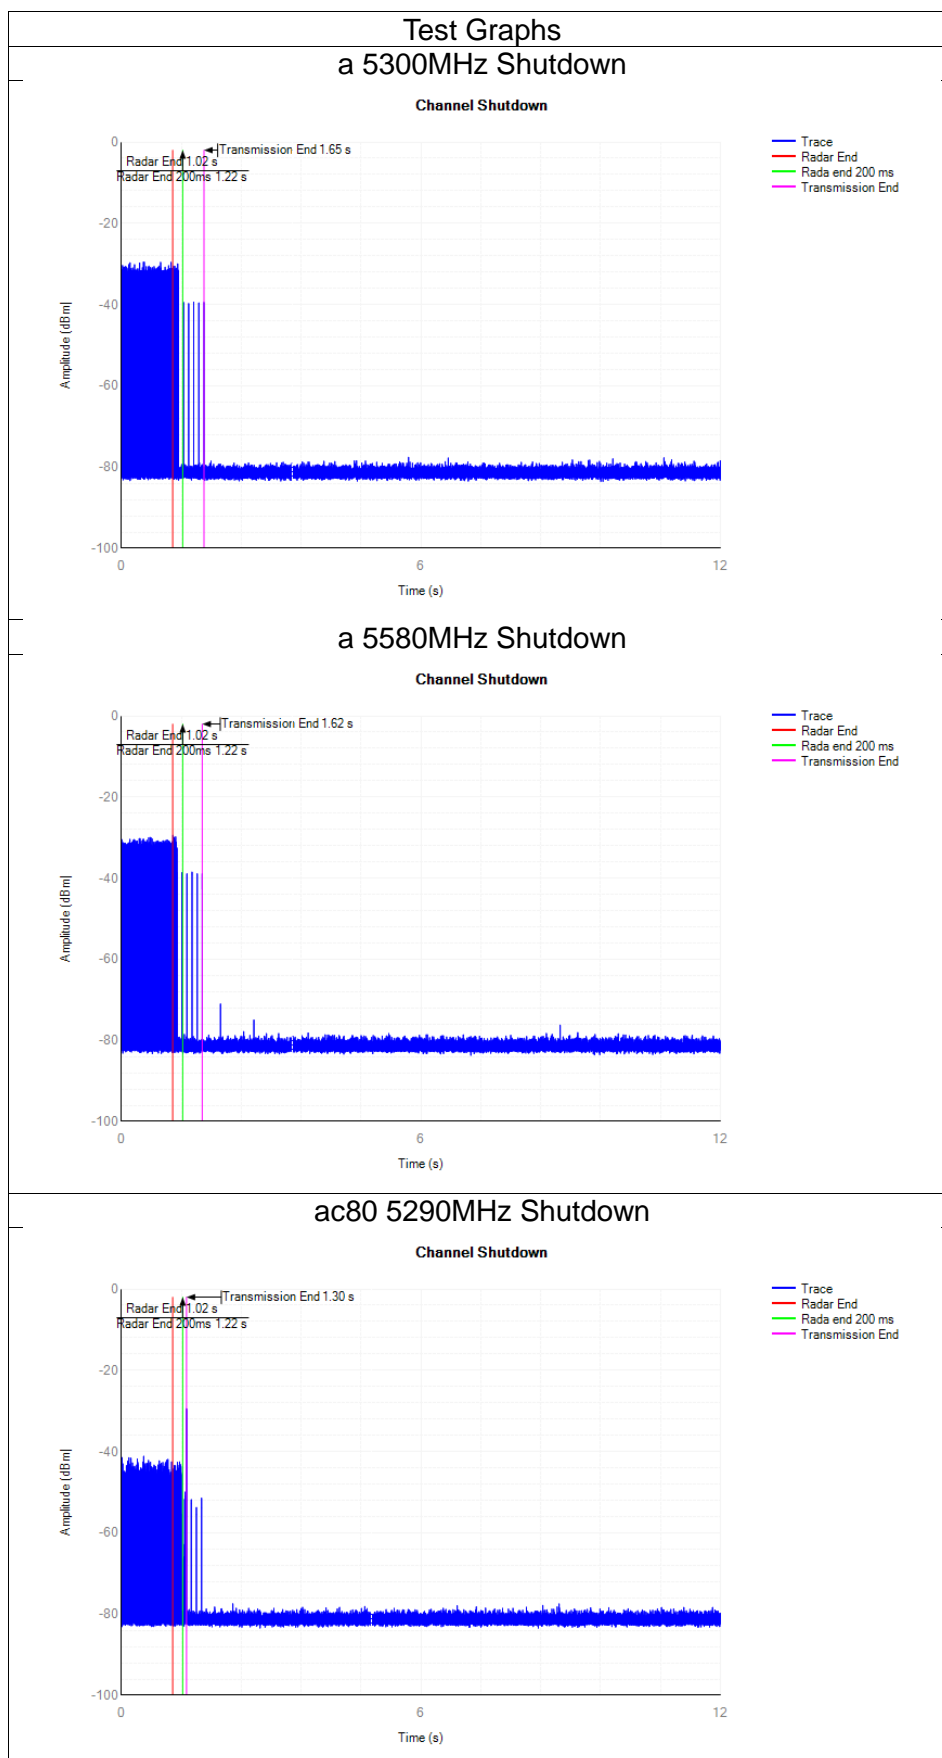 Test Graphs
a 5300MHz Shutdown
Channel Shutdown
0
Transmission End 1.65 s
Radar End 1.02 s
Radar End 200ms 1.22 s
Trace
Radar End
Rada end 200 ms
Transmission End
-20
-40
Amplitude [dBm]
-60
-80
-100
0
6
12
Time (s)
a 5580MHz Shutdown
Channel Shutdown
0
Transmission End 1.62 s
Radar End 1.02 s
Radar End 200ms 1.22 s
Trace
Radar End
Rada end 200 ms
Transmission End
-20
-40
Amplitude [dBm]
-60
-80
-100
0
6
12
Time (s)
ac80 5290MHz Shutdown
Channel Shutdown
0
Transmission End 1.30 s
Radar End 1.02 s
Radar End 200ms 1.22 s
Trace
Radar End
Rada end 200 ms
Transmission End
-20
-40
Amplitude [dBm]
-60
-80
-100
0
6
12
Time (s)